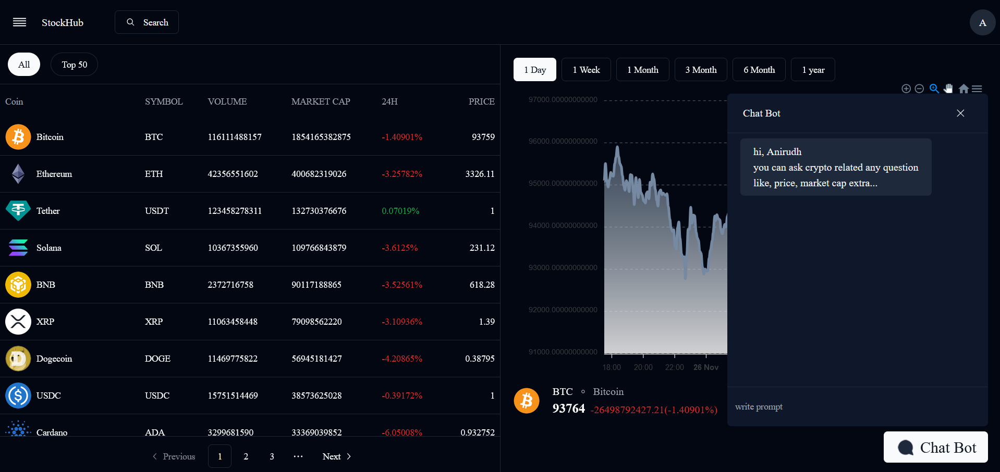 StockHub
Search
A
All
Top 50
Coin SYMBOL VOLUME MARKET CAP 24H PRICE
Bitcoin BTC 116111488157 1854165382875 -1.40901% 93759
Ethereum ETH 42356551602 400682319026 -3.25782% 3326.11
Tether USDT 123458278311 132730376676 0.07019% 1
Solana SOL 10367355960 109766843879 -3.6125% 231.12
BNB BNB 2372716758 90117188865 -3.52561% 618.28
XRP XRP 11063458448 79098562220 -3.10936% 1.39
Dogecoin DOGE 11469775822 56945181427 -4.20865% 0.38795
USDC USDC 15751514469 38573625028 -0.39172% 1
Cardano ADA 3299681590 33369039852 -6.05008% 0.932752
Previous 1 2 3 ... Next
1 Day 1 Week 1 Month 3 Month 6 Month 1 year
97000.00000000000
96000.00000000000
95000.00000000000
94000.00000000000
93000.00000000000
92000.00000000000
91000.00000000000
18:00 20:00 22:00 26 Nov
BTC Bitcoin
93764 -26498792427.21(-1.40901%)
Chat Bot
hi, Anirudh
you can ask crypto related any question
like, price, market cap extra...
write prompt
Chat Bot